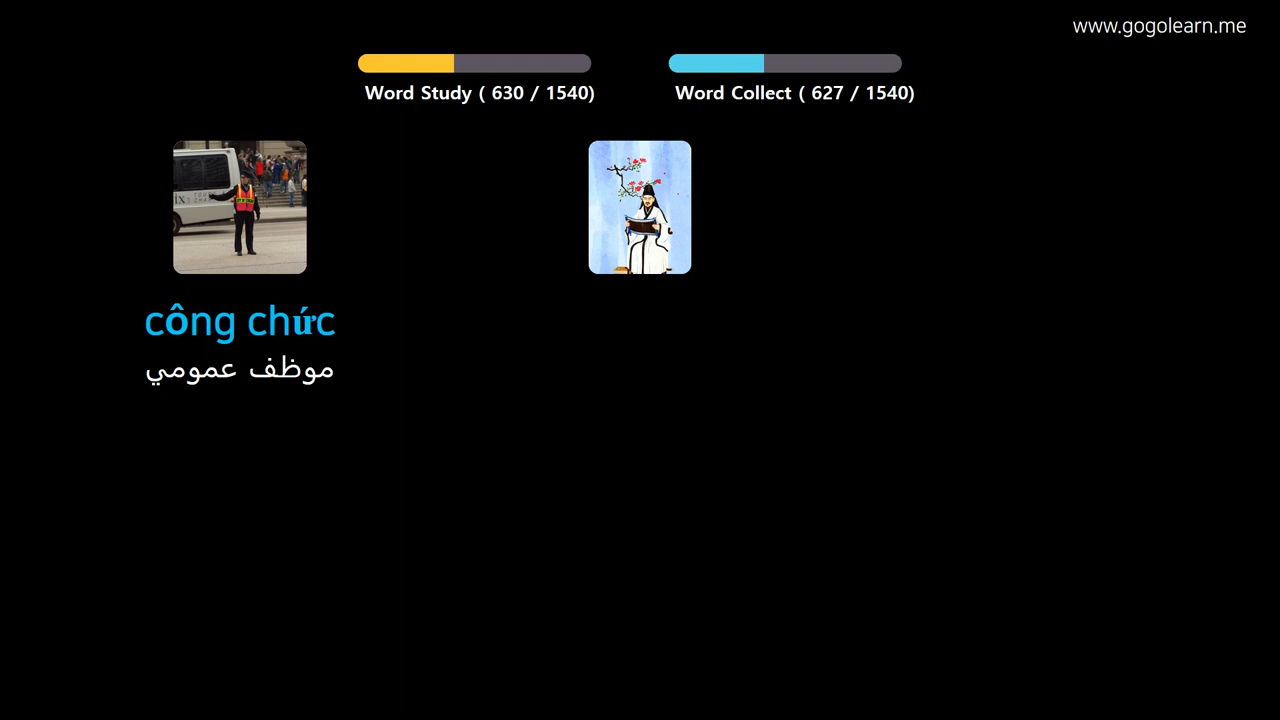 www.gogolearn.me
Word Study ( 630 / 1540)
Word Collect ( 627 / 1540)
công chức
موظف عمومي